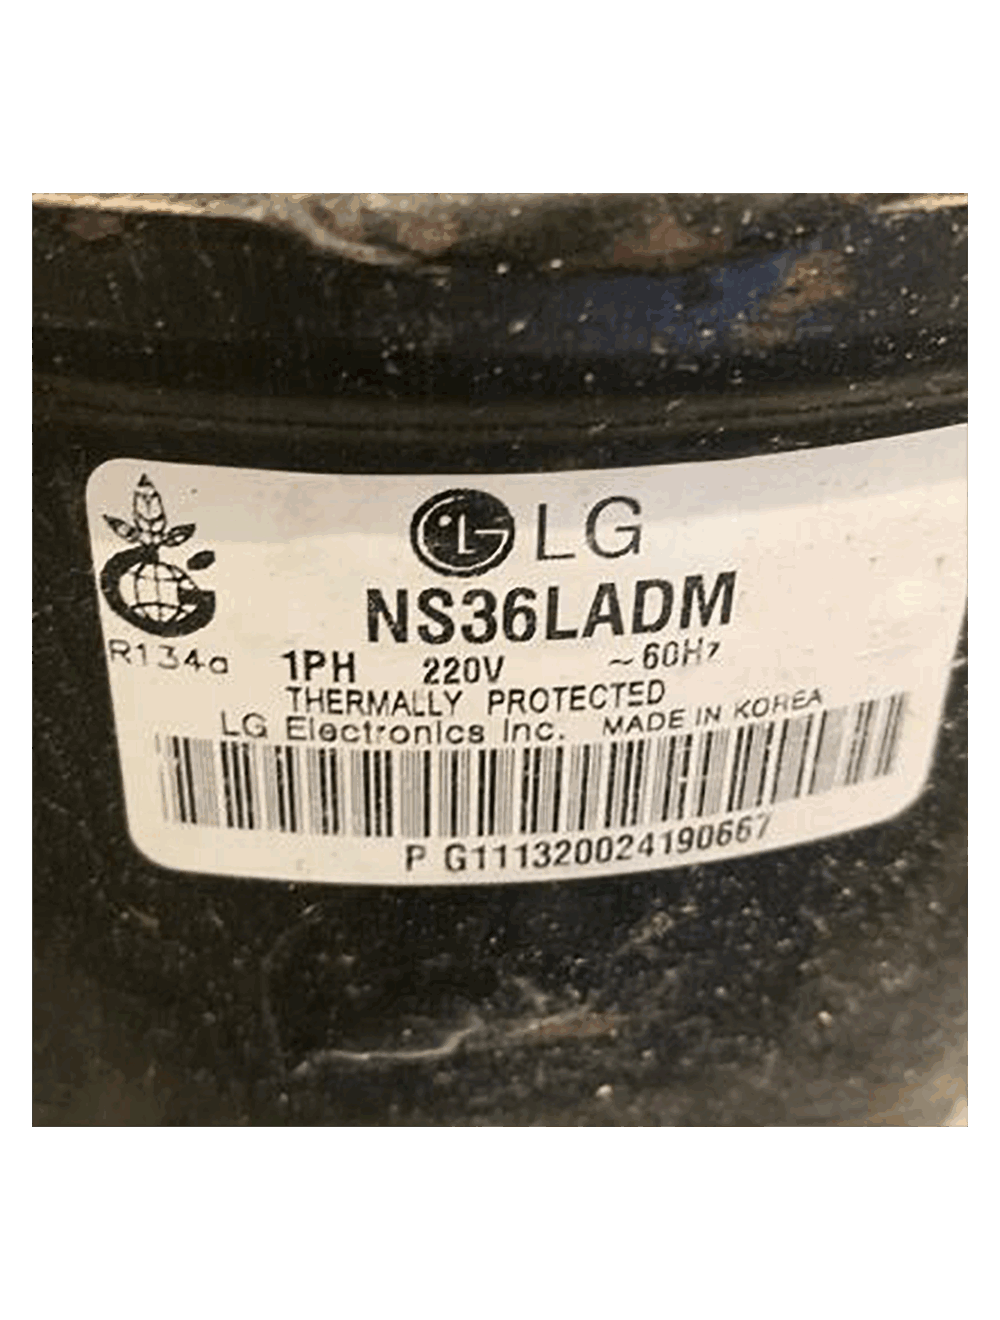 LG
NS36LADM
R134a
1PH 220V ~60Hz
THERMALLY PROTECTED
LG Electronics Inc. MADE IN KOREA
P G111320024190667